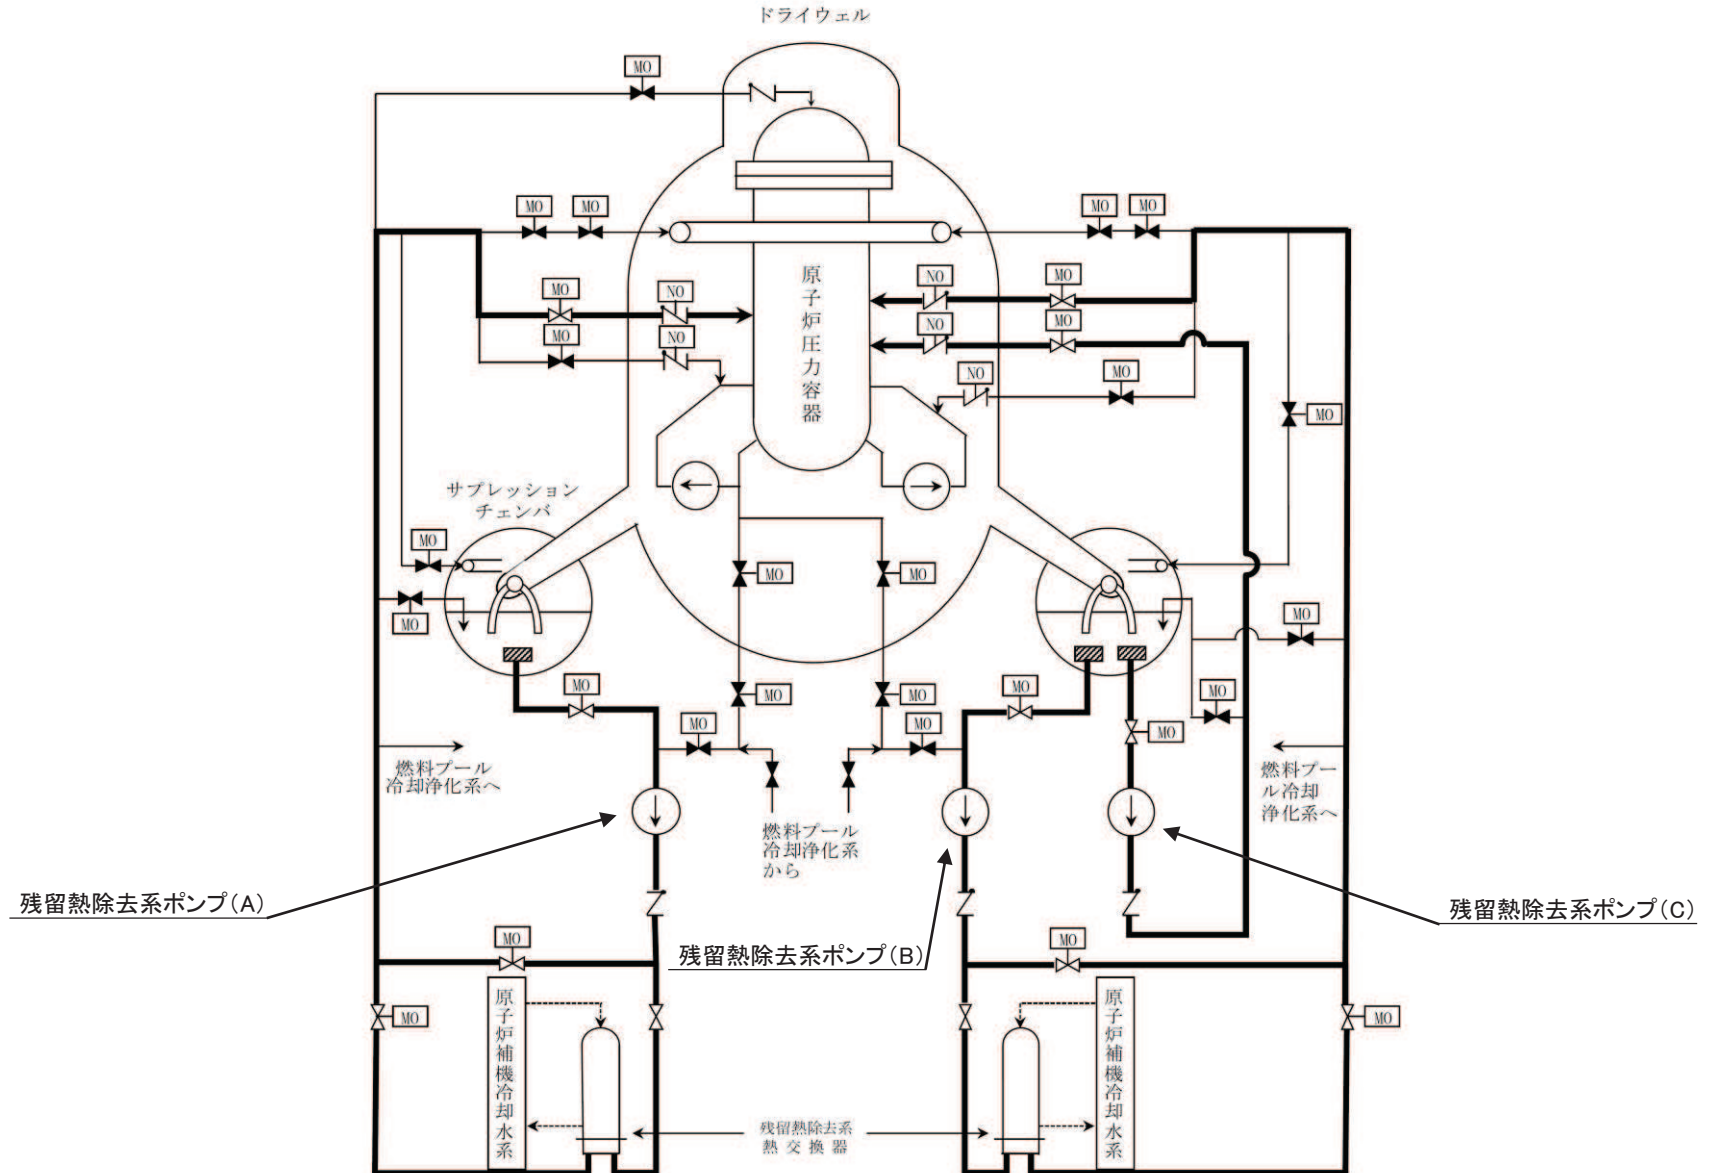 ドライウェル
MO
MO
MO
MO
MO
MO
NO
NO
MO
MO
NO
NO
MO
原子炉圧力容器
NO
MO
MO
サプレッション
チェンバ
MO
MO
MO
MO
MO
MO
MO
MO
MO
MO
MO
MO
MO
MO
燃料プール
冷却浄化系へ
燃料プー
ル冷却
浄化系へ
燃料プール
冷却浄化系
から
残留熱除去系ポンプ(A)
残留熱除去系ポンプ(B)
残留熱除去系ポンプ(C)
MO
MO
原子炉補機冷却水系
原子炉補機冷却水系
MO
MO
残留熱除去系
熱交換器